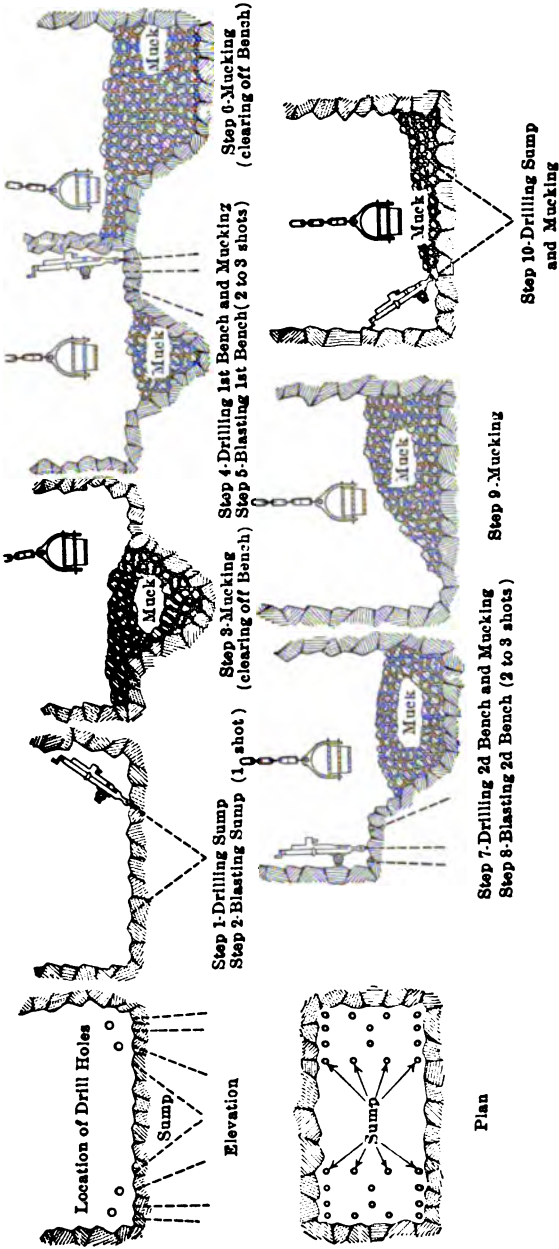 Location of Drill Holes
Sump
Elevation
Step 1-Drilling Sump
Step 2-Blasting Sump (1 shot)
Muck
Step 3-Mucking
(clearing off Bench)
Muck
Step 4-Drilling 1st Bench and Mucking
Step 5-Blasting 1st Bench(2 to 3 shots)
Muck
Step 6-Mucking
(clearing off Bench)
Sump
Plan
Muck
Step 7-Drilling 2d Bench and Mucking
Step 8-Blasting 2d Bench (2 to 3 shots)
Muck
Step 9-Mucking
Muck
Step 10-Drilling Sump
and Mucking